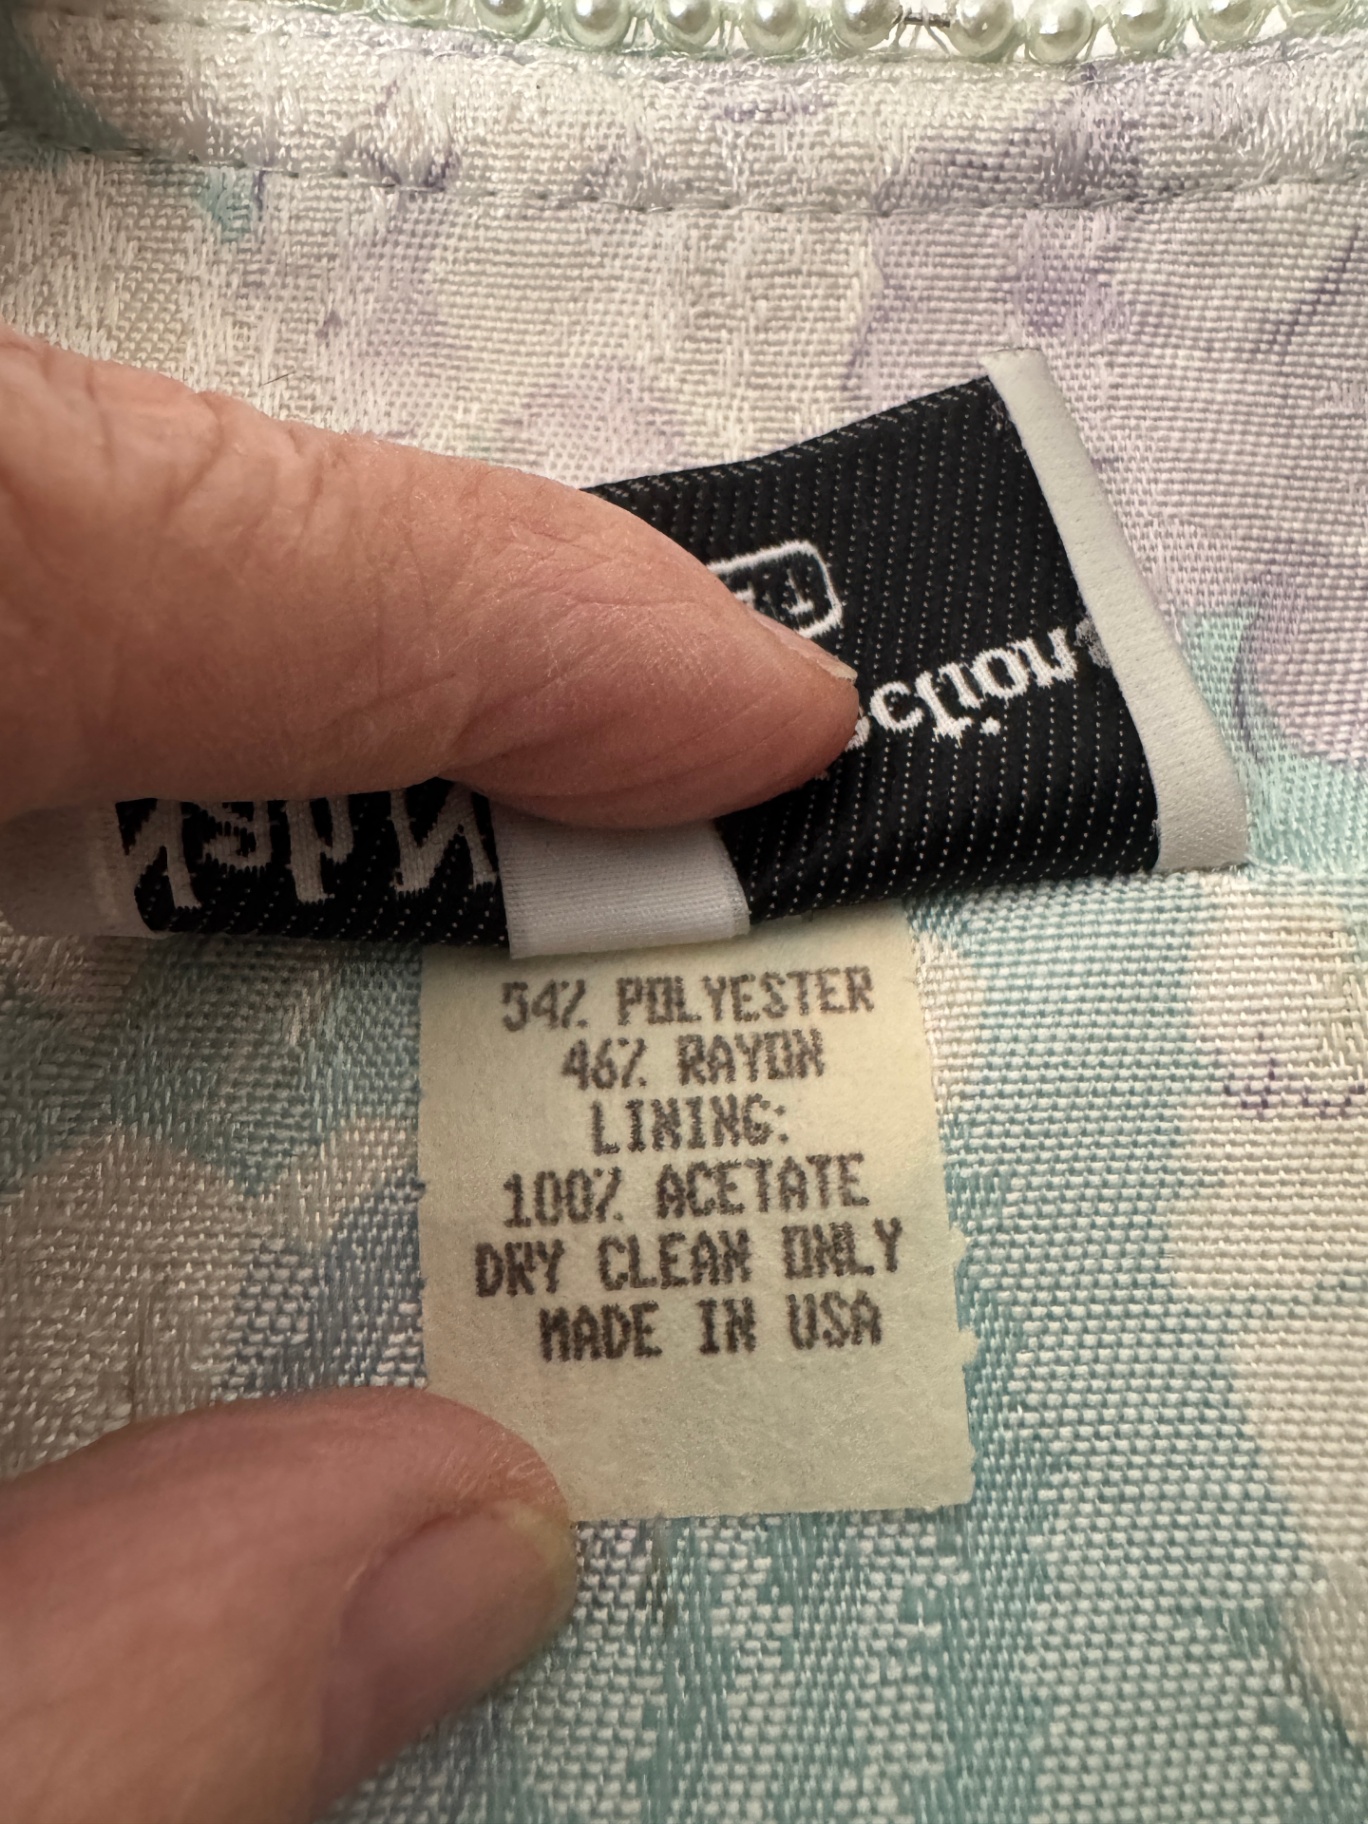 54% POLYESTER
46% RAYON
LINING:
100% ACETATE
DRY CLEAN ONLY
MADE IN USA